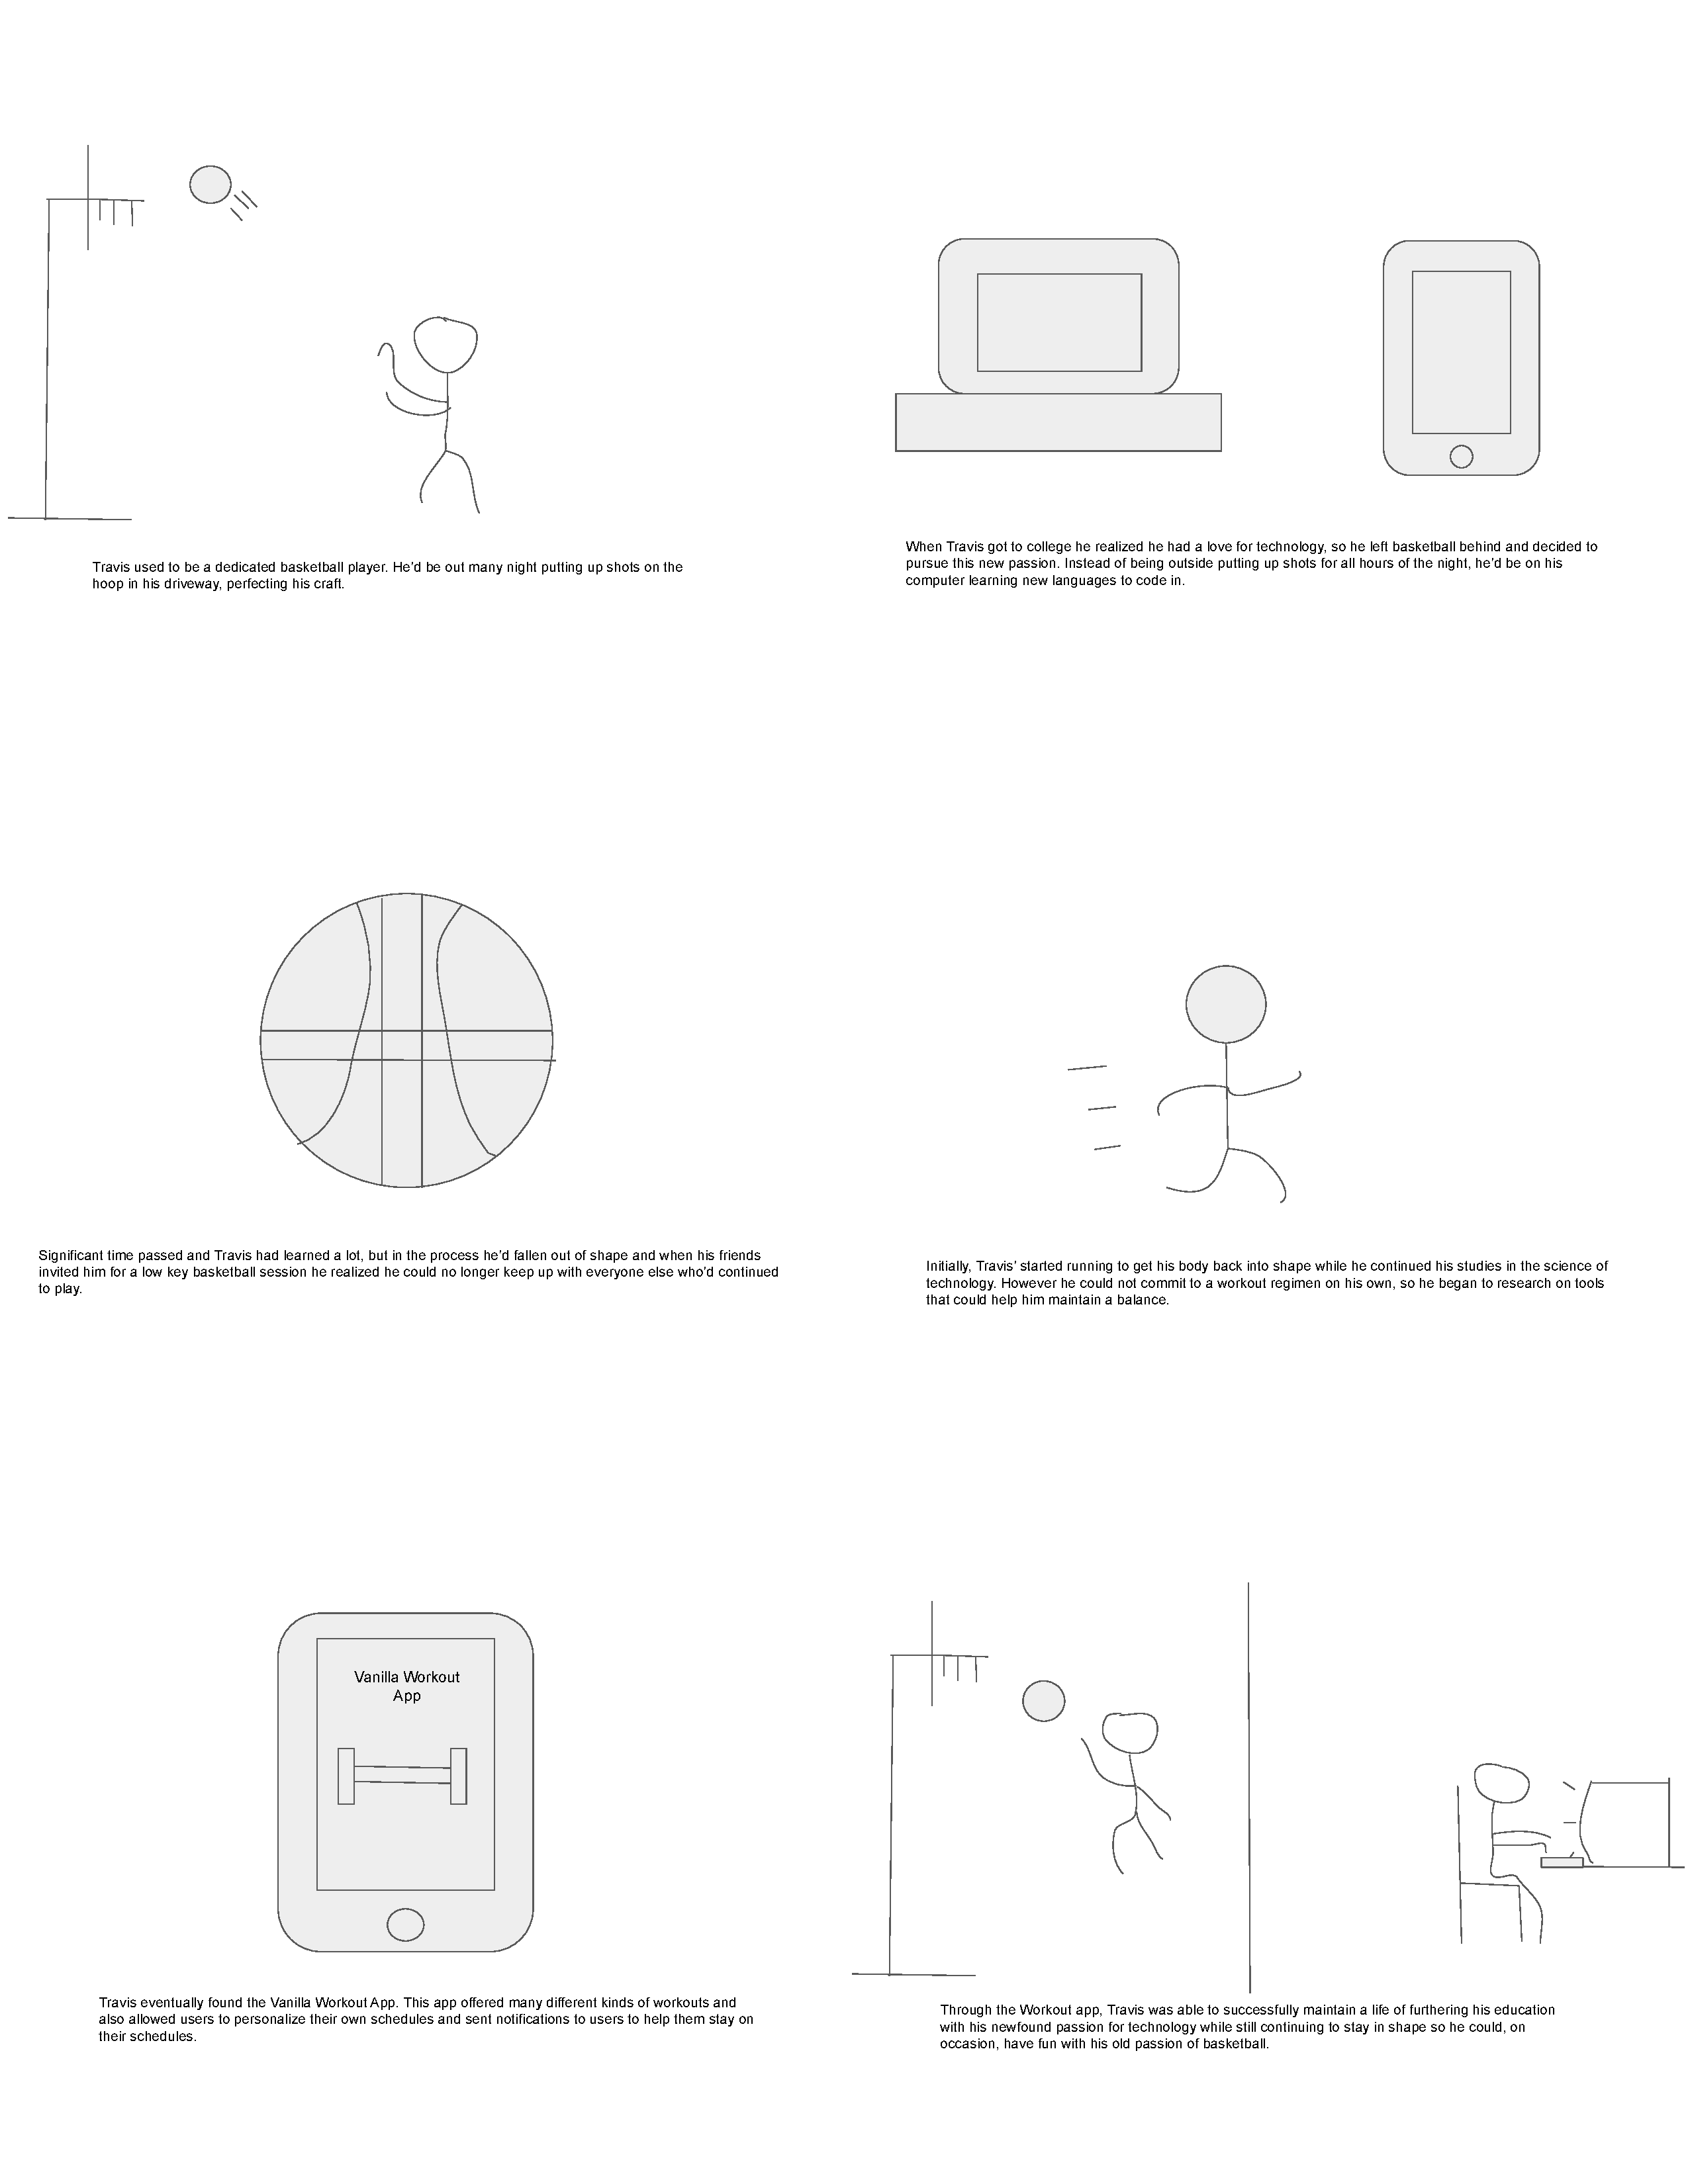 Travis used to be a dedicated basketball player. He'd be out many night putting up shots on the
hoop in his driveway, perfecting his craft.
When Travis got to college he realized he had a love for technology, so he left basketball behind and decided to
pursue this new passion. Instead of being outside putting up shots for all hours of the night, he'd be on his
computer learning new languages to code in.
Significant time passed and Travis had learned a lot, but in the process he'd fallen out of shape and when his friends
invited him for a low key basketball session he realized he could no longer keep up with everyone else who'd continued
to play.
Initially, Travis' started running to get his body back into shape while he continued his studies in the science of
technology. However he could not commit to a workout regimen on his own, so he began to research on tools
that could help him maintain a balance.
Vanilla Workout
App
Travis eventually found the Vanilla Workout App. This app offered many different kinds of workouts and
also allowed users to personalize their own schedules and sent notifications to users to help them stay on
their schedules.
Through the Workout app, Travis was able to successfully maintain a life of furthering his education
with his newfound passion for technology while still continuing to stay in shape so he could, on
occasion, have fun with his old passion of basketball.